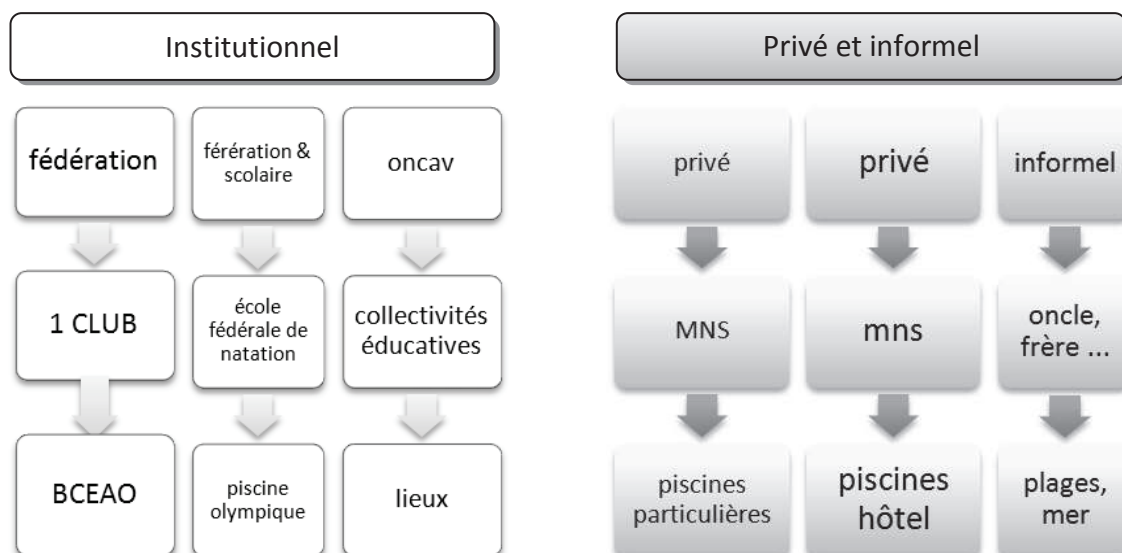 Institutionnel
Privé et informel
fédération
férération &
scolaire
oncav
privé
privé
informel
1 CLUB
école
fédérale de
natation
collectivités
éducatives
MNS
mns
oncle,
frère ...
BCEAO
piscine
olympique
lieux
piscines
particulières
piscines
hôtel
plages,
mer